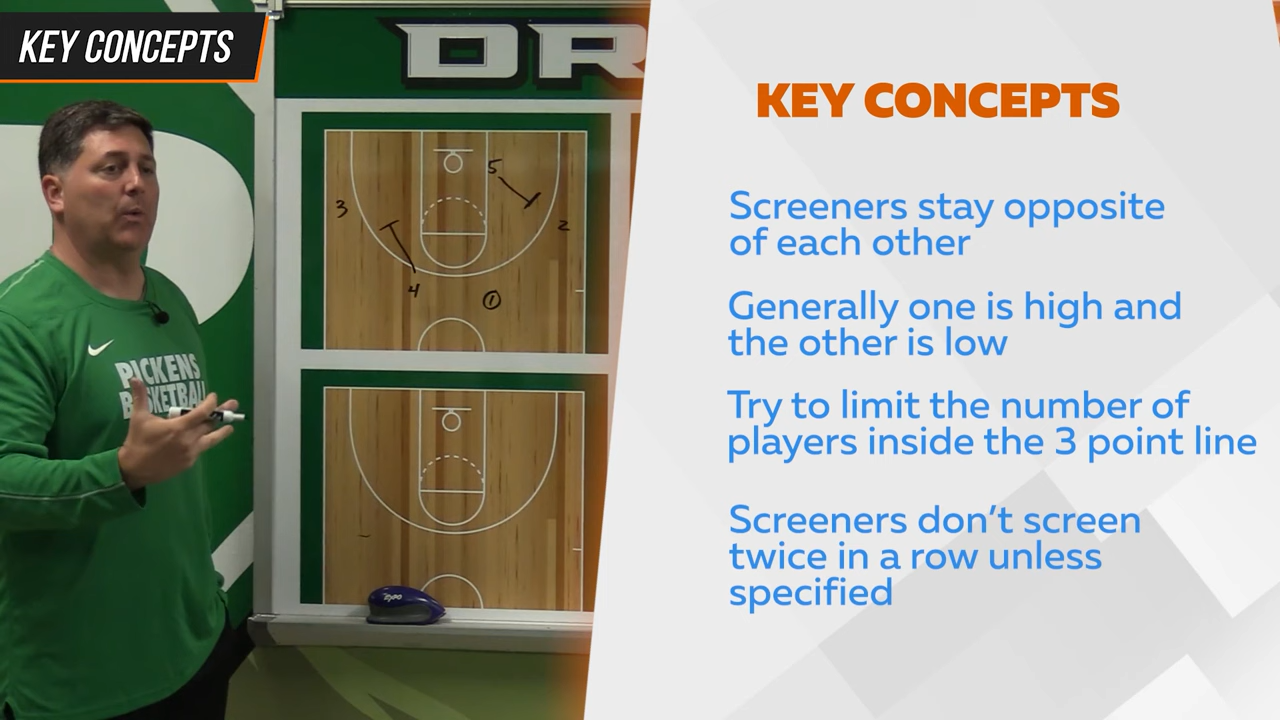 KEY CONCEPTS
DR
3
5
2
4
1
PICKENS
BASKETBALL
EXPO
KEY CONCEPTS
Screeners stay opposite
of each other
Generally one is high and
the other is low
Try to limit the number of
players inside the 3 point line
Screeners don’t screen
twice in a row unless
specified